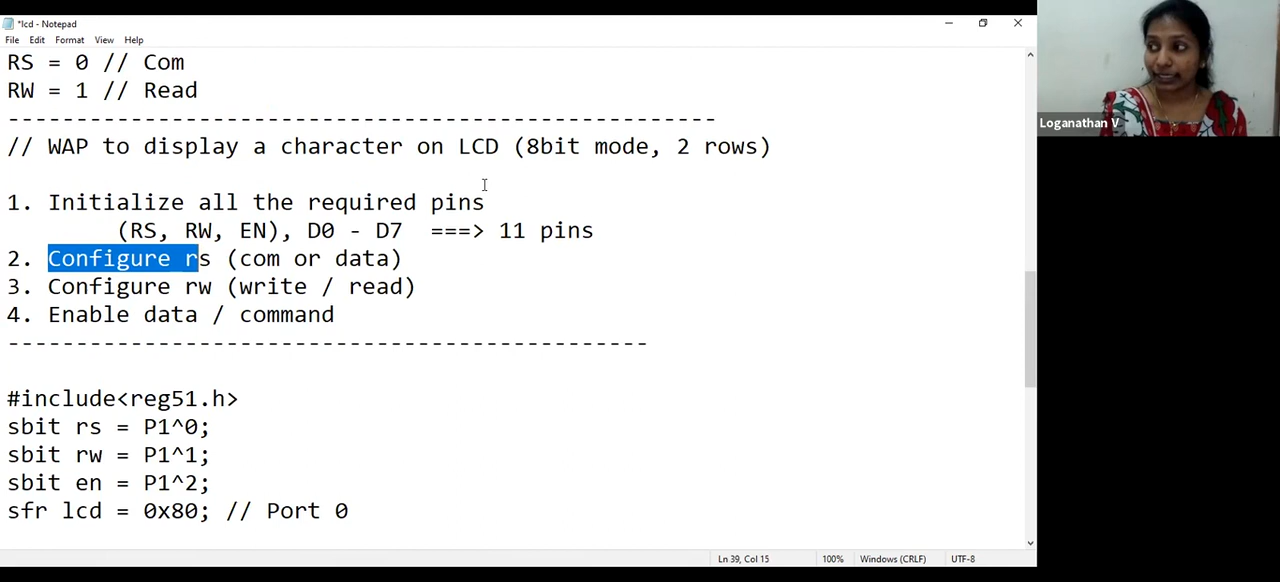 *lcd - Notepad
File Edit Format View Help
RS = 0 // Com
RW = 1 // Read
----------------------------------------------------
// WAP to display a character on LCD (8bit mode, 2 rows)
1. Initialize all the required pins
(RS, RW, EN), D0 - D7 ===> 11 pins
2. Configure rs (com or data)
3. Configure rw (write / read)
4. Enable data / command
-----------------------------------------------
#include<reg51.h>
sbit rs = P1^0;
sbit rw = P1^1;
sbit en = P1^2;
sfr lcd = 0x80; // Port 0
Ln 39, Col 15 100% Windows (CRLF) UTF-8
Loganathan V